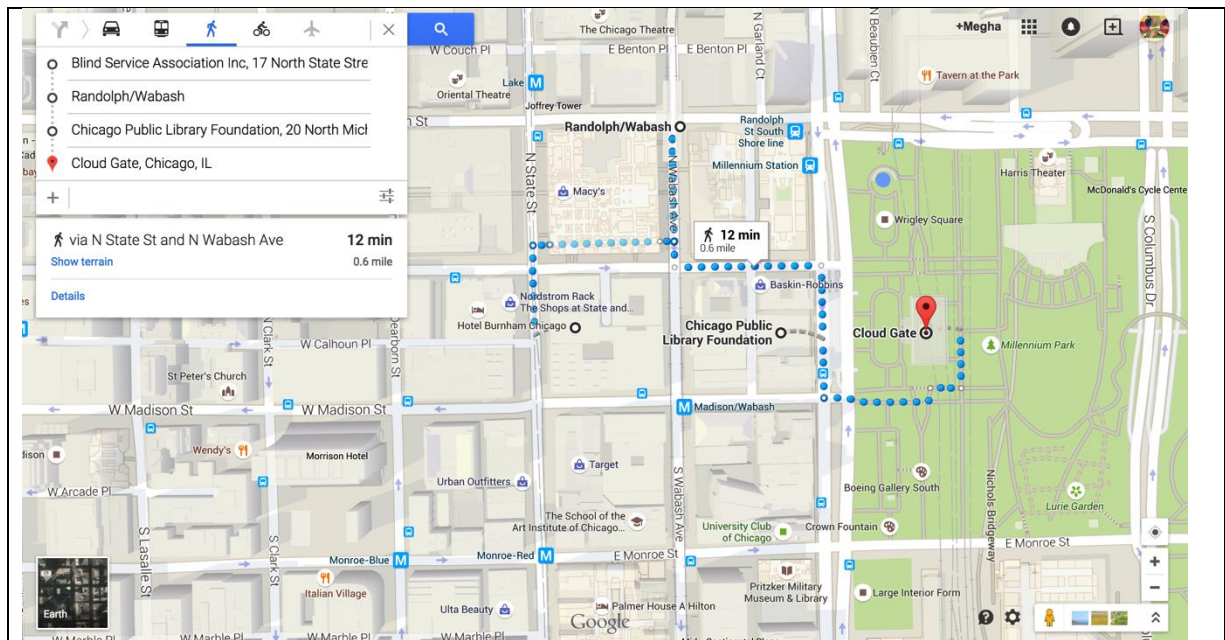 Blind Service Association Inc, 17 North State Stre
Randolph/Wabash
Chicago Public Library Foundation, 20 North Mich
Cloud Gate, Chicago, IL
via N State St and N Wabash Ave
12 min
Show terrain
0.6 mile
Details
+Megha
The Chicago Theatre
W Couch Pl
E Benton Pl
E Benton Pl
N Garland Ct
N Beaubien Ct
Tavern at the Park
Lake
Oriental Theatre
Joffrey Tower
h St
Randolph/Wabash
Randolph
St South
Shore line
Millennium Station
N State St
N Wabash Ave
Macy's
Harris Theater
McDonald's Cycle Cente
Wrigley Square
S Columbus Dr
12 min
0.6 mile
Baskin-Robbins
Nordstrom Rack
The Shops at State and...
Hotel Burnham Chicago
Chicago Public
Library Foundation
Cloud Gate
Millennium Park
N Clark St
Dearborn St
W Calhoun Pl
St Peter's Church
W Madison St
W Madison St
Madison/Wabash
Wendy's
Morrison Hotel
dison
Target
Urban Outfitters
W Arcade Pl
Boeing Gallery South
Nichols Bridgeway
Lurie Garden
The School of the
Art Institute of Chicago...
S Wabash Ave
University Club
of Chicago
Crown Fountain
S Lasalle St
S Clark St
Monroe-Blue
Monroe-Red
E Monroe St
E Monroe St
Italian Village
Pritzker Military
Museum & Library
Large Interior Form
Earth
Ulta Beauty
Palmer House A Hilton
Google
W Marble Pl
W Marble Pl
W Marble Pl